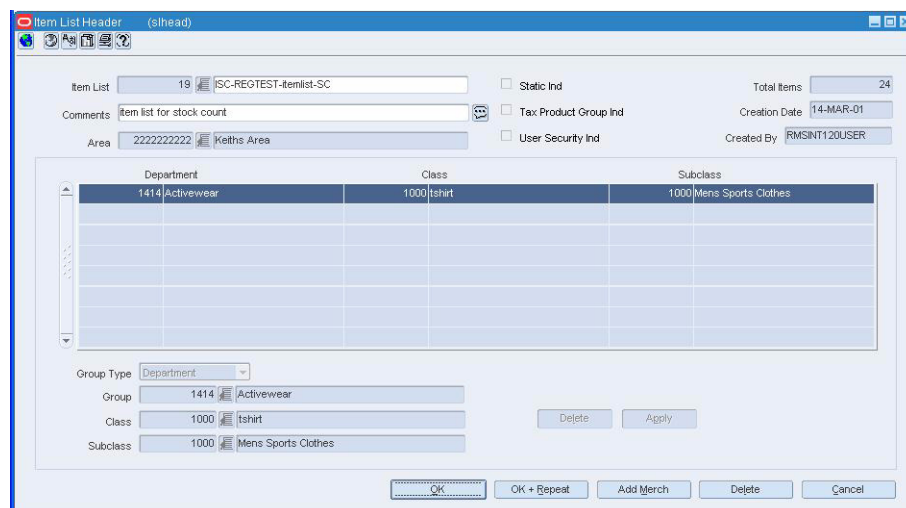 Item List Header (slhead)
Item List 19 ISC-REGTEST-itemlist-SC Static Ind Total Items 24
Comments item list for stock count Tax Product Group Ind Creation Date 14-MAR-01
Area 2222222222 Keiths Area User Security Ind Created By RMSINT120USER
Department Class Subclass
1414 Activewear 1000 tshirt 1000 Mens Sports Clothes
Group Type Department
Group 1414 Activewear
Class 1000 tshirt Delete Apply
Subclass 1000 Mens Sports Clothes
OK OK + Repeat Add Merch Delete Cancel